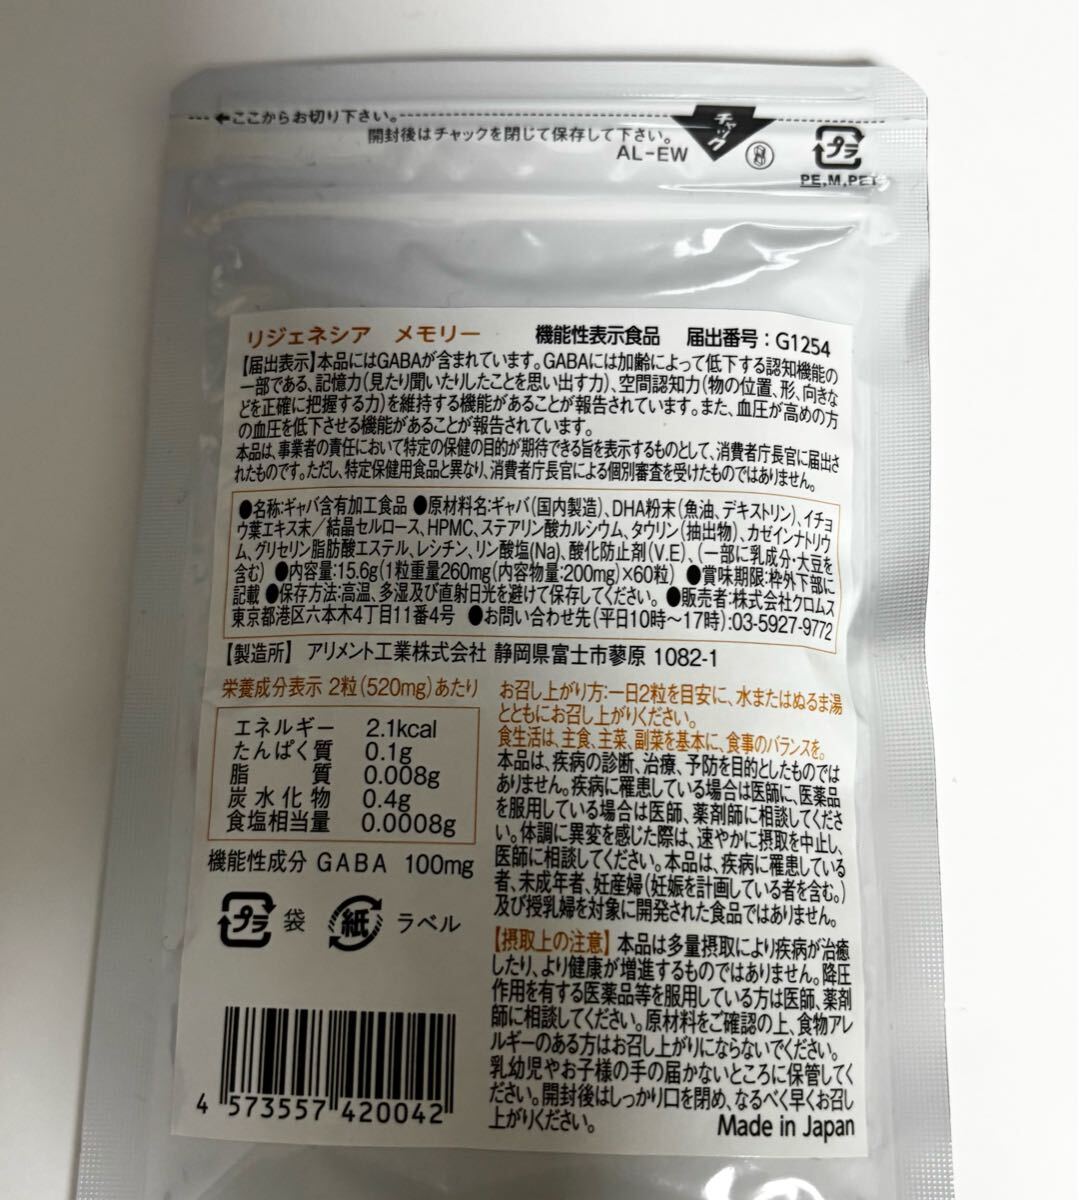 ←ここからお切り下さい。
開封後はチャックを閉じて保存して下さい。
チャック
AL-EW
プラ
PE,M,PET
リジェネシア メモリー 機能性表示食品 届出番号:G1254
【届出表示】本品にはGABAが含まれています。GABAには加齢によって低下する認知機能の
一部である、記憶力(見たり聞いたりしたことを思い出す力)、空間認知力(物の位置、形、向きな
どを正確に把握する力)を維持する機能があることが報告されています。また、血圧が高めの方
の血圧を低下させる機能があることが報告されています。
本品は、事業者の責任において特定の保健の目的が期待できる旨を表示するものとして、消費者庁長官に届出さ
れたものです。ただし、特定保健用食品と異なり、消費者庁長官による個別審査を受けたものではありません。
●名称:ギャバ含有加工食品 ●原材料名:ギャバ(国内製造)、DHA粉末(魚油、デキストリン)、イチョ
ウ葉エキス末/結晶セルロース、HPMC、ステアリン酸カルシウム、タウリン(抽出物)、カゼインナトリウ
ム、グリセリン脂肪酸エステル、レシチン、リン酸塩(Na)、酸化防止剤(V.E)、(一部に乳成分・大豆を
含む) ●内容量:15.6g(1粒重量260mg(内容物量:200mg)×60粒) ●賞味期限:枠外下部に
記載 ●保存方法:高温、多湿及び直射日光を避けて保存してください。 ●販売者:株式会社クロムス
東京都港区六本木4丁目11番4号 ●お問い合わせ先(平日10時〜17時):03-5927-9772
【製造所】 アリメント工業株式会社 静岡県富士市蓼原 1082-1
栄養成分表示 2粒(520mg)あたり
エネルギー 2.1kcal
たんぱく質 0.1g
脂質 0.008g
炭水化物 0.4g
食塩相当量 0.0008g
機能性成分 GABA 100mg
プラ 袋 紙 ラベル
4 573557 420042
お召し上がり方:一日2粒を目安に、水またはぬるま湯
とともにお召し上がりください。
食生活は、主食、主菜、副菜を基本に、食事のバランスを。
本品は、疾病の診断、治療、予防を目的としたものでは
ありません。疾病に罹患している場合は医師に、医薬品
を服用している場合は医師、薬剤師に相談してくださ
い。体調に異変を感じた際は、速やかに摂取を中止し、
医師に相談してください。本品は、疾病に罹患している
者、未成年者、妊産婦(妊娠を計画している者を含む。)
及び授乳婦を対象に開発された食品ではありません。
【摂取上の注意】本品は多量摂取により疾病が治癒
したり、より健康が増進するものではありません。降圧
作用を有する医薬品等を服用している方は医師、薬剤
師に相談してください。原材料をご確認の上、食物アレ
ルギーのある方はお召し上がりにならないでください。
乳幼児やお子様の手の届かないところに保管してく
ださい。開封後はしっかり口を閉め、なるべく早くお召し
上がりください。
Made in Japan